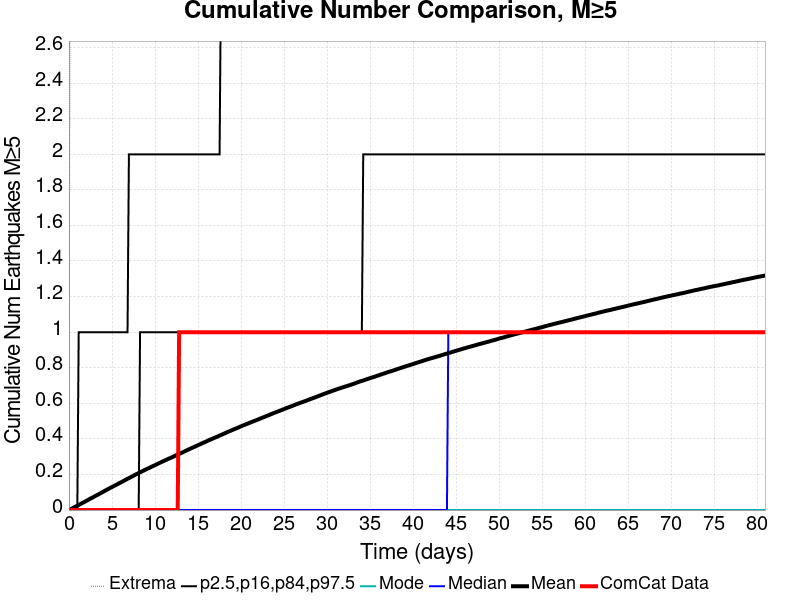 Cumulative Number Comparison, M≥5
Cumulative Num Earthquakes M≥5
2.6
2.4
2.2
2
1.8
1.6
1.4
1.2
1
0.8
0.6
0.4
0.2
0
0 5 10 15 20 25 30 35 40 45 50 55 60 65 70 75 80
Time (days)
Extrema p2.5,p16,p84,p97.5 Mode Median Mean ComCat Data